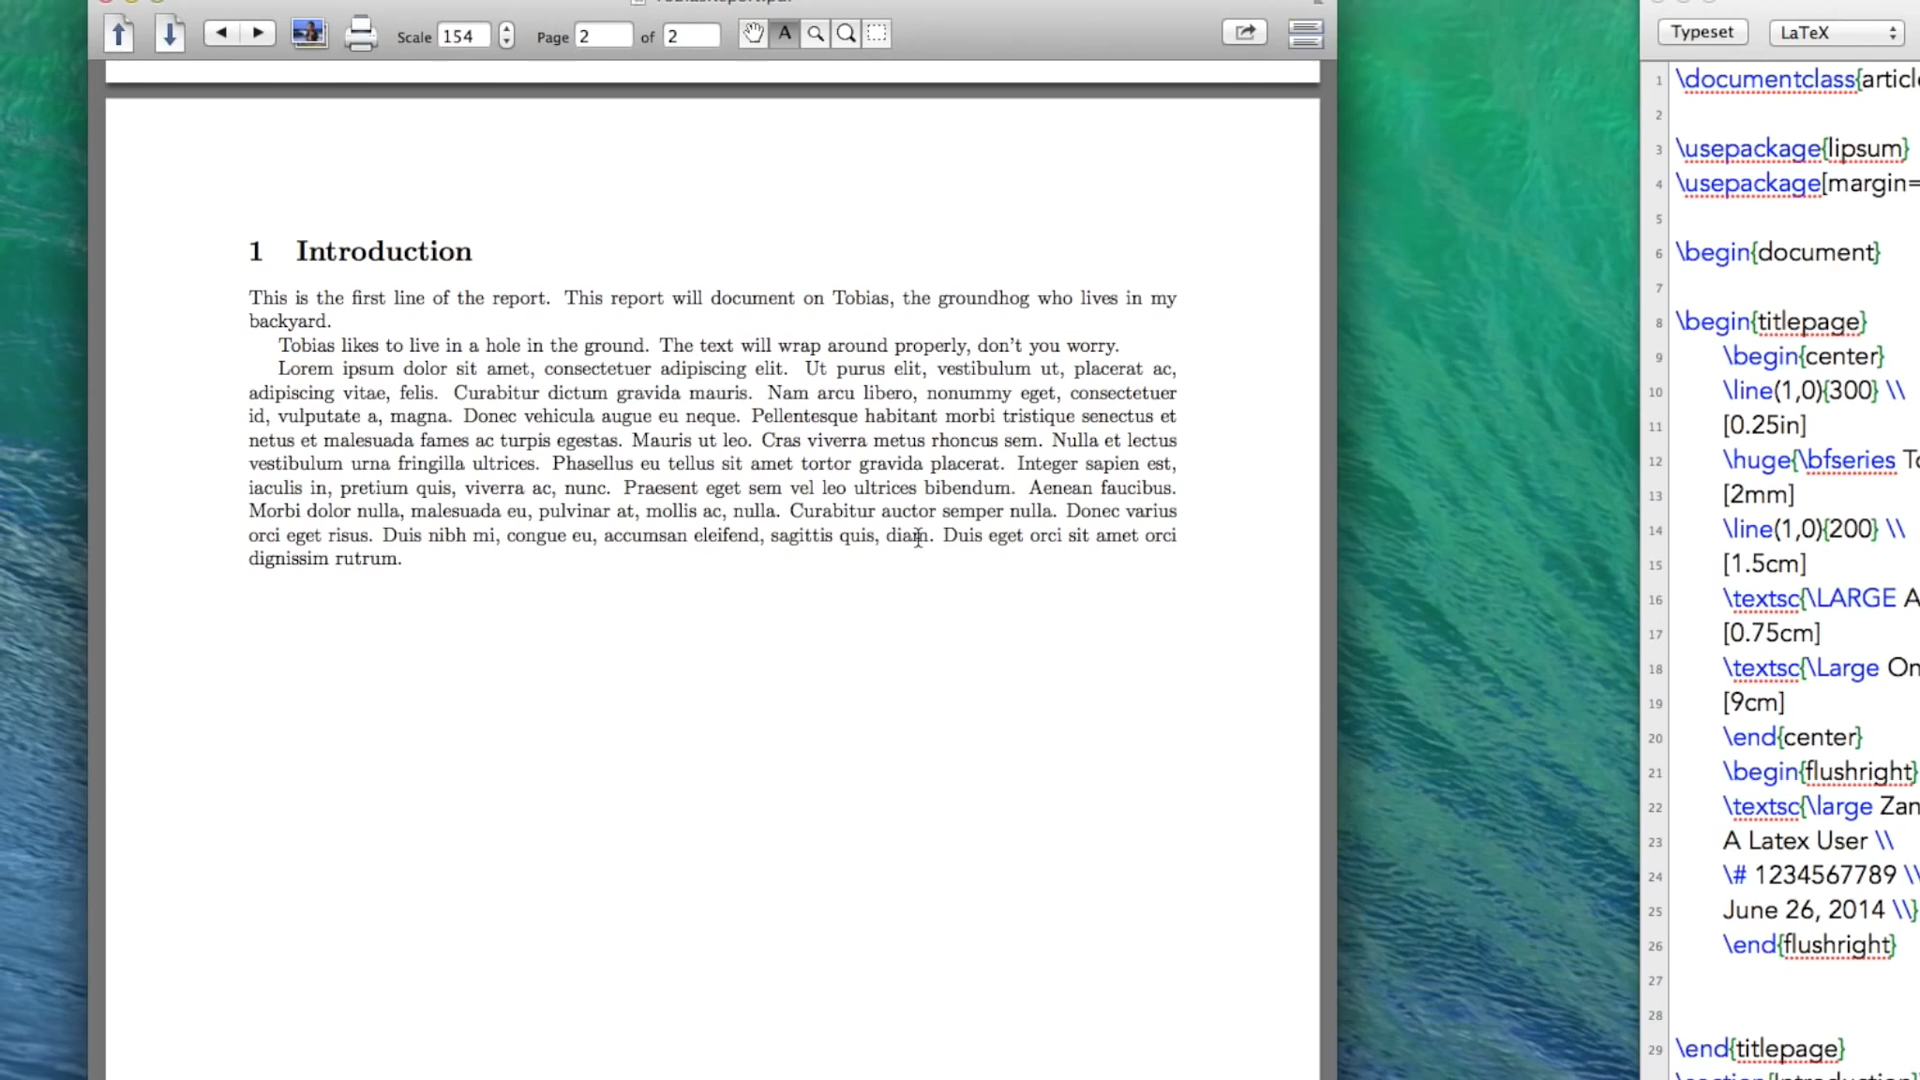 Scale 154 Page 2 of 2
A
1 Introduction
This is the first line of the report. This report will document on Tobias, the groundhog who lives in my
backyard.
Tobias likes to live in a hole in the ground. The text will wrap around properly, don't you worry.
Lorem ipsum dolor sit amet, consectetuer adipiscing elit. Ut purus elit, vestibulum ut, placerat ac,
adipiscing vitae, felis. Curabitur dictum gravida mauris. Nam arcu libero, nonummy eget, consectetuer
id, vulputate a, magna. Donec vehicula augue eu neque. Pellentesque habitant morbi tristique senectus et
netus et malesuada fames ac turpis egestas. Mauris ut leo. Cras viverra metus rhoncus sem. Nulla et lectus
vestibulum urna fringilla ultrices. Phasellus eu tellus sit amet tortor gravida placerat. Integer sapien est,
iaculis in, pretium quis, viverra ac, nunc. Praesent eget sem vel leo ultrices bibendum. Aenean faucibus.
Morbi dolor nulla, malesuada eu, pulvinar at, mollis ac, nulla. Curabitur auctor semper nulla. Donec varius
orci eget risus. Duis nibh mi, congue eu, accumsan eleifend, sagittis quis, diam. Duis eget orci sit amet orci
dignissim rutrum.
Typeset LaTeX
1 \documentclass{article
2
3 \usepackage{lipsum}
4 \usepackage[margin=
5
6 \begin{document}
7
8 \begin{titlepage}
9 \begin{center}
10 \line(1,0){300} \\
11 [0.25in]
12 \huge{\bfseries To
13 [2mm]
14 \line(1,0){200} \\
15 [1.5cm]
16 \textsc{\LARGE A
17 [0.75cm]
18 \textsc{\Large On
19 [9cm]
20 \end{center}
21 \begin{flushright}
22 \textsc{\large Zan
23 A Latex User \\
24 \# 1234567789 \\
25 June 26, 2014 \\}
26 \end{flushright}
27
28
29 \end{titlepage}